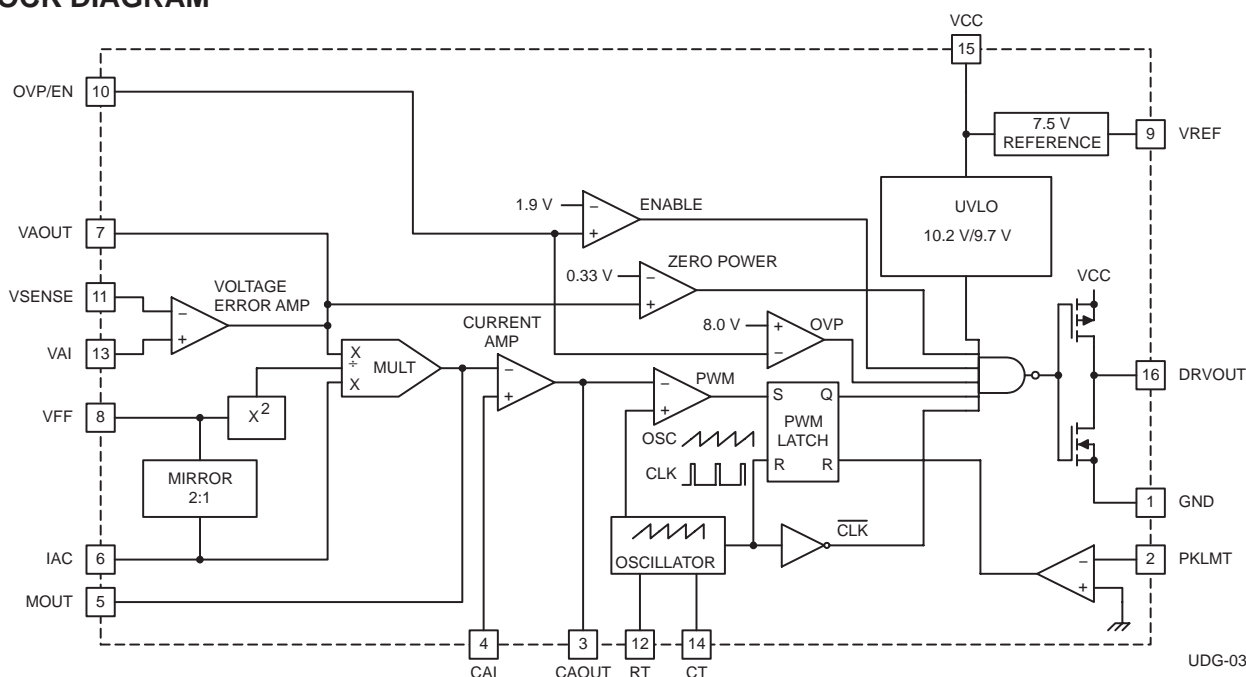 OCK DIAGRAM
VCC
15
OVP/EN 10
7.5 V
REFERENCE
9 VREF
1.9 V
−
+
ENABLE
UVLO
10.2 V/9.7 V
VAOUT
7
ZERO POWER
0.33 V
−
+
VCC
VSENSE
11
VOLTAGE
ERROR AMP
−
+
8.0 V
+
−
OVP
VAI
13
CURRENT
AMP
−
+
X
÷
X
MULT
PWM
−
+
16 DRVOUT
VFF
8
X2
S Q
PWM
LATCH
R R
OSC
CLK
MIRROR
2:1
1 GND
CLK
IAC
6
OSCILLATOR
−
+
2 PKLMT
MOUT
5
4 3 12 14
CAI CAOUT RT CT
UDG-03